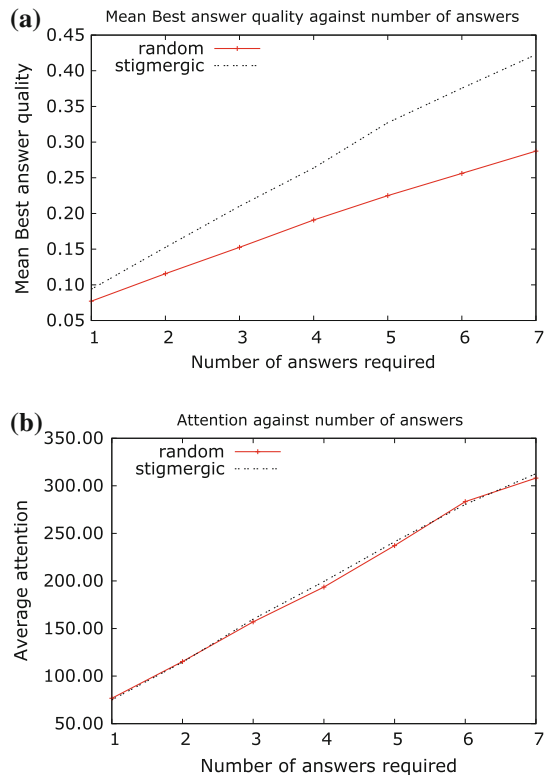 (a)
Mean Best answer quality against number of answers
random
stigmergic
0.45
0.40
0.35
0.30
0.25
0.20
0.15
0.10
0.05
Mean Best answer quality
1 2 3 4 5 6 7
Number of answers required
(b)
Attention against number of answers
random
stigmergic
350.00
300.00
250.00
200.00
150.00
100.00
50.00
Average attention
1 2 3 4 5 6 7
Number of answers required